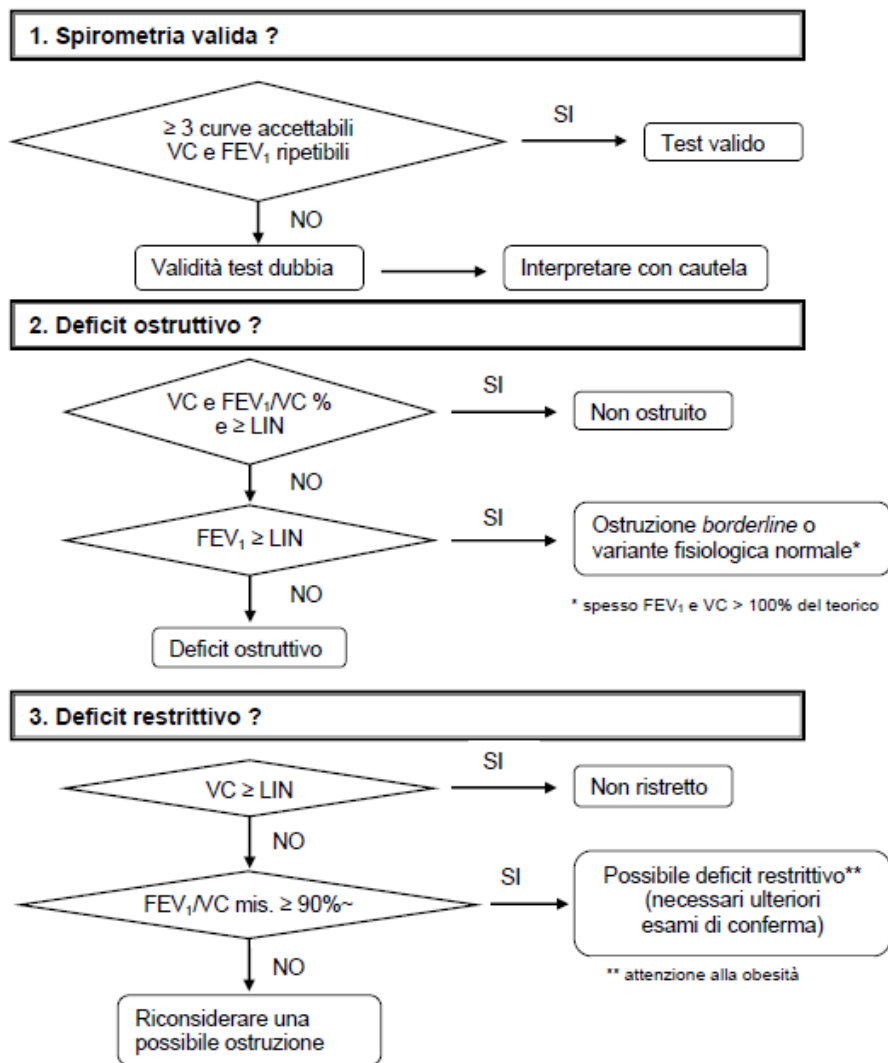 1. Spirometria valida ?
≥ 3 curve accettabili
VC e FEV₁ ripetibili
SI
Test valido
NO
Validità test dubbia
Interpretare con cautela
2. Deficit ostruttivo ?
VC e FEV₁/VC %
e ≥ LIN
SI
Non ostruito
NO
FEV₁ ≥ LIN
SI
Ostruzione borderline o
variante fisiologica normale*
NO
* spesso FEV₁ e VC > 100% del teorico
Deficit ostruttivo
3. Deficit restrittivo ?
VC ≥ LIN
SI
Non ristretto
NO
FEV₁/VC mis. ≥ 90%~
SI
Possibile deficit restrittivo**
(necessari ulteriori
esami di conferma)
NO
** attenzione alla obesità
Riconsiderare una
possibile ostruzione